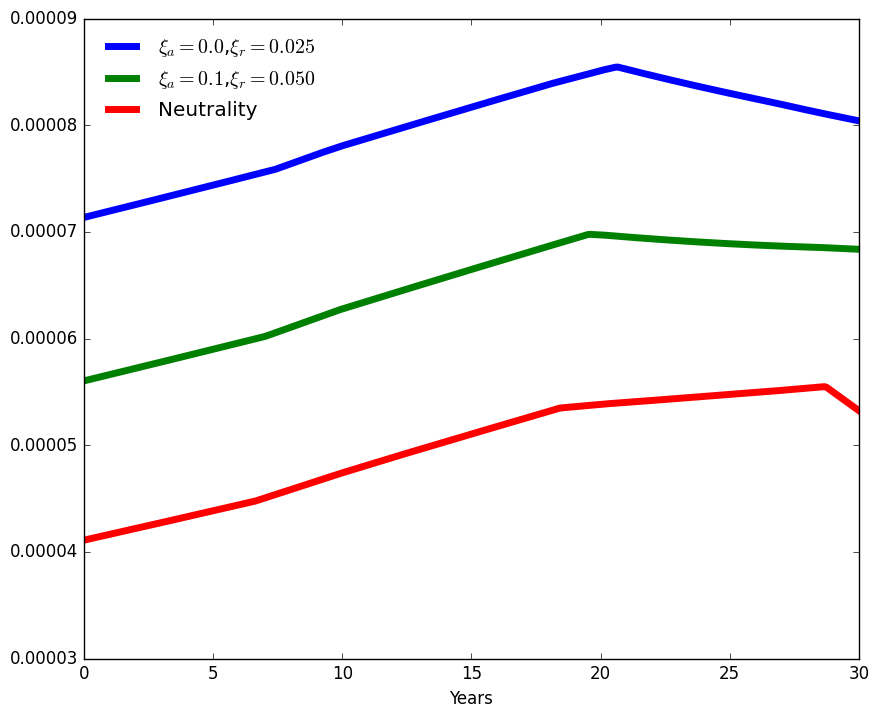 0.00009
ξa = 0.0,ξr = 0.025
ξa = 0.1,ξr = 0.050
Neutrality
0.00008
0.00007
0.00006
0.00005
0.00004
0.00003
0 5 10 15 20 25 30
Years